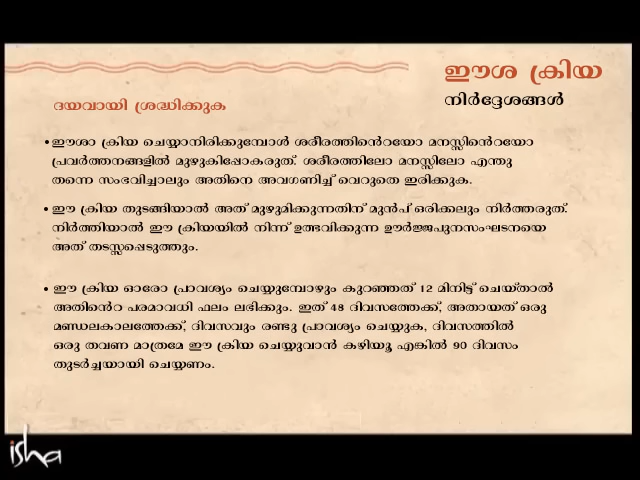 ഈശ ക്രിയ
നിർദ്ദേശങ്ങൾ
ദയവായി ശ്രദ്ധിക്കുക
• ഈശാ ക്രിയ ചെയ്യാനിരിക്കുമ്പോൾ ശരീരത്തിൻെറയോ മനസ്സിൻെറയോ
പ്രവർത്തനങ്ങളിൽ മുഴുകിപ്പോകരുത്. ശരീരത്തിലോ മനസ്സിലോ എന്തു
തന്നെ സംഭവിച്ചാലും അതിനെ അവഗണിച്ച് വെറുതെ ഇരിക്കുക.
• ഈ ക്രിയ തുടങ്ങിയാൽ അത് മുഴുമിക്കുന്നതിന് മുൻപ് ഒരിക്കലും നിർത്തരുത്.
നിർത്തിയാൽ ഈ ക്രിയയിൽ നിന്ന് ഉത്ഭവിക്കുന്ന ഊർജ്ജപുനസംഘടനയെ
അത് തടസ്സപ്പെടുത്തും.
• ഈ ക്രിയ ഓരോ പ്രാവശ്യം ചെയ്യുമ്പോഴും കുറഞ്ഞത് 12 മിനിട്ട് ചെയ്താൽ
അതിൻെറ പരമാവധി ഫലം ലഭിക്കും. ഇത് 48 ദിവസത്തേക്ക്, അതായത് ഒരു
മണ്ഡലകാലത്തേക്ക്, ദിവസവും രണ്ടു പ്രാവശ്യം ചെയ്യുക, ദിവസത്തിൽ
ഒരു തവണ മാത്രമേ ഈ ക്രിയ ചെയ്യുവാൻ കഴിയൂ എങ്കിൽ 90 ദിവസം
തുടർച്ചയായി ചെയ്യണം.
isha